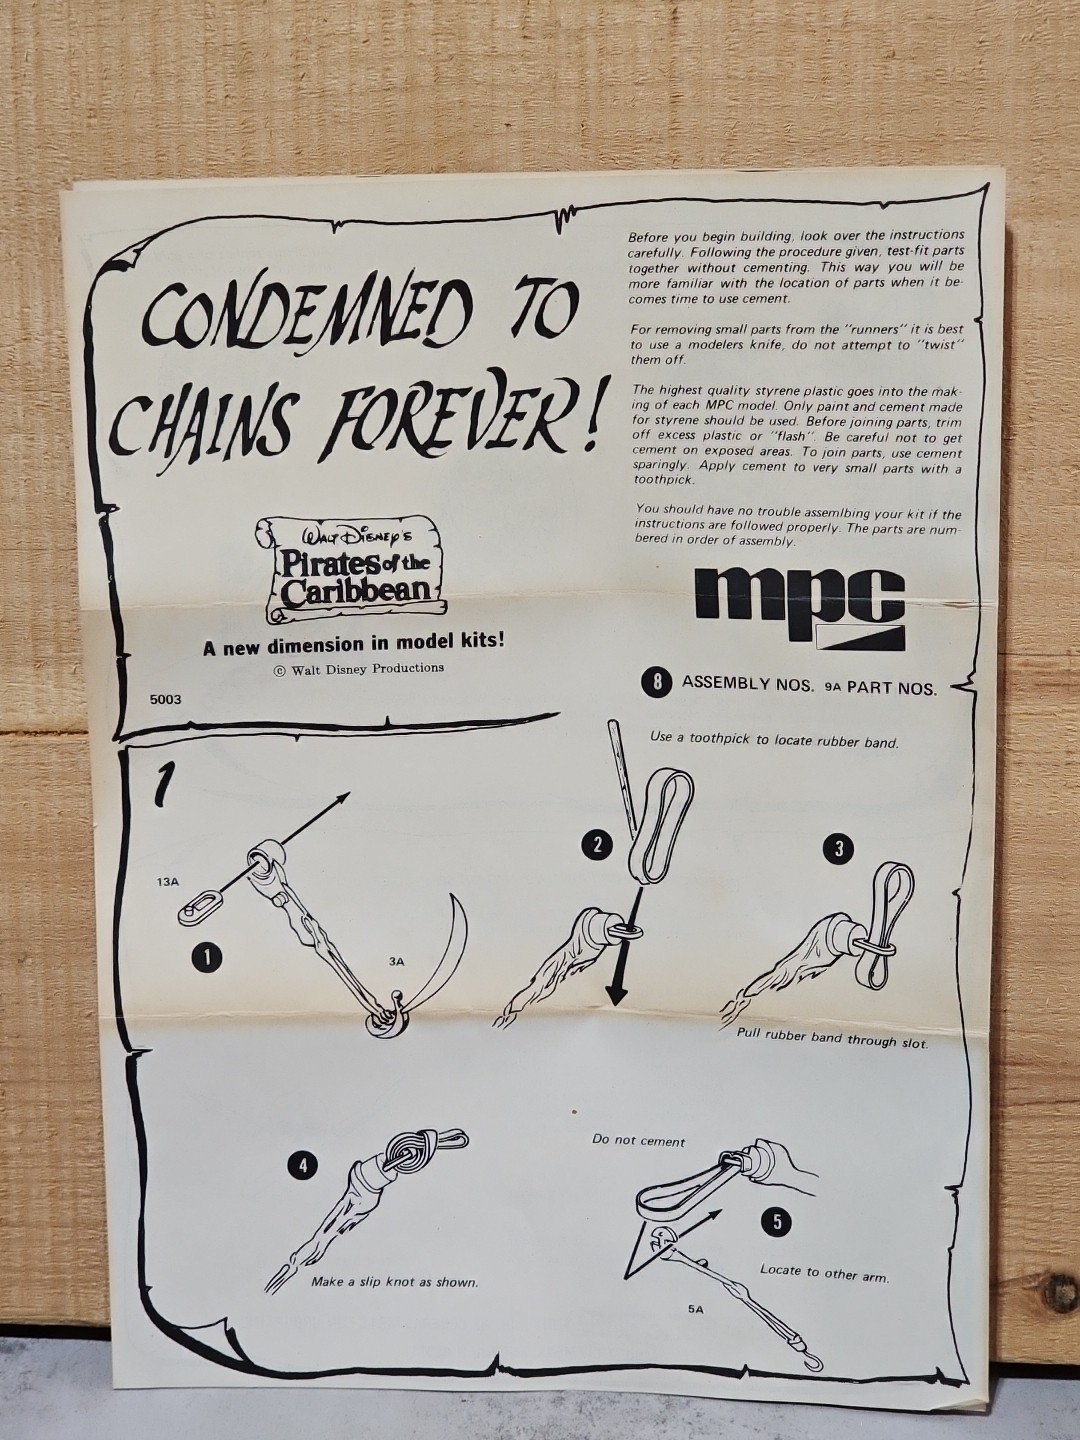 CONDEMNED TO
CHAINS FOREVER!
WALT DISNEY'S
Pirates of the
Caribbean
A new dimension in model kits!
© Walt Disney Productions
5003
Before you begin building, look over the instructions
carefully. Following the procedure given, test-fit parts
together without cementing. This way you will be
more familiar with the location of parts when it be-
comes time to use cement.
For removing small parts from the "runners" it is best
to use a modelers knife, do not attempt to "twist"
them off.
The highest quality styrene plastic goes into the mak-
ing of each MPC model. Only paint and cement made
for styrene should be used. Before joining parts, trim
off excess plastic or "flash". Be careful not to get
cement on exposed areas. To join parts, use cement
sparingly. Apply cement to very small parts with a
toothpick.
You should have no trouble assemlbing your kit if the
instructions are followed properly. The parts are num-
bered in order of assembly.
mpc
8 ASSEMBLY NOS. 9A PART NOS.
1
Use a toothpick to locate rubber band.
13A
1
3A
2
3
Pull rubber band through slot.
4
Make a slip knot as shown.
Do not cement
5
Locate to other arm.
5A